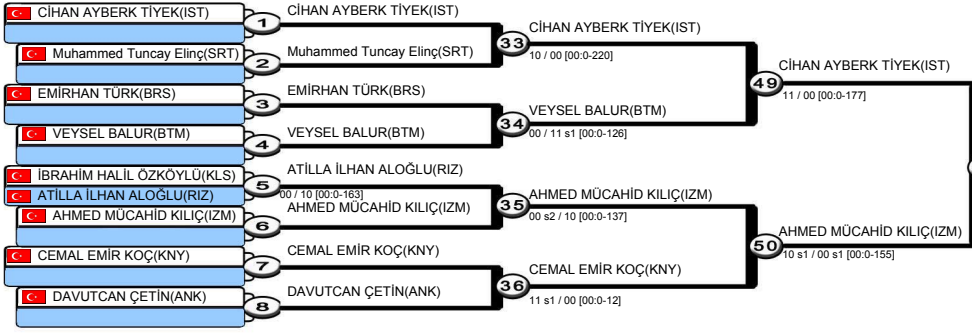 CİHAN AYBERK TİYEK(IST)
1
CİHAN AYBERK TİYEK(IST)
Muhammed Tuncay Elinç(SRT)
2
Muhammed Tuncay Elinç(SRT)
33
CİHAN AYBERK TİYEK(IST)
10 / 00 [00:0-220]
EMİRHAN TÜRK(BRS)
3
EMİRHAN TÜRK(BRS)
VEYSEL BALUR(BTM)
4
VEYSEL BALUR(BTM)
34
VEYSEL BALUR(BTM)
00 / 11 s1 [00:0-126]
49
CİHAN AYBERK TİYEK(IST)
11 / 00 [00:0-177]
İBRAHİM HALİL ÖZKÖYLÜ(KLS)
ATİLLA İLHAN ALOĞLU(RIZ)
5
ATİLLA İLHAN ALOĞLU(RIZ)
00 / 10 [00:0-163]
AHMED MÜCAHİD KILIÇ(IZM)
6
AHMED MÜCAHİD KILIÇ(IZM)
35
AHMED MÜCAHİD KILIÇ(IZM)
00 s2 / 10 [00:0-137]
CEMAL EMİR KOÇ(KNY)
7
CEMAL EMİR KOÇ(KNY)
DAVUTCAN ÇETİN(ANK)
8
DAVUTCAN ÇETİN(ANK)
36
CEMAL EMİR KOÇ(KNY)
11 s1 / 00 [00:0-12]
50
AHMED MÜCAHİD KILIÇ(IZM)
10 s1 / 00 s1 [00:0-155]